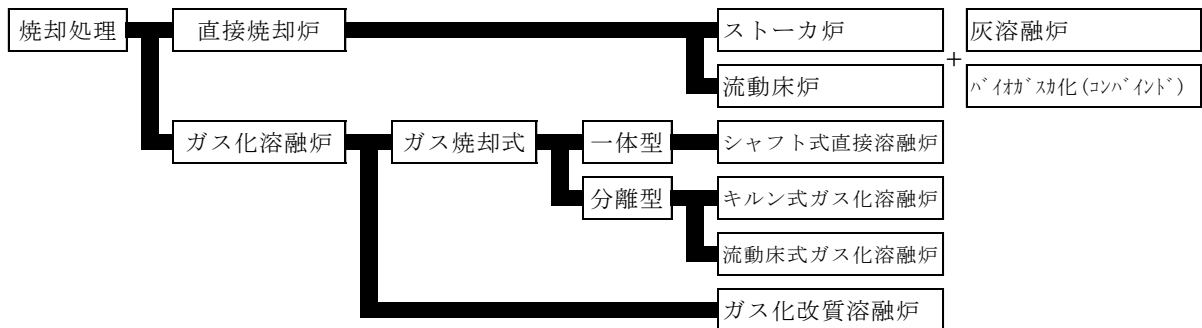 焼却処理
直接焼却炉
ストーカ炉
灰溶融炉
+
流動床炉
ﾊﾞｲｵｶﾞｽｶ化(ｺﾝﾊﾞｲﾝﾄﾞ)
ガス化溶融炉
ガス焼却式
一体型
シャフト式直接溶融炉
分離型
キルン式ガス化溶融炉
流動床式ガス化溶融炉
ガス化改質溶融炉